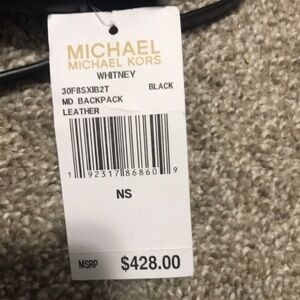 MICHAEL
MICHAEL KORS
WHITNEY
30F8SXIB2T BLACK
MD BACKPACK
LEATHER
1 92317 86860 9
NS
MSRP $428.00